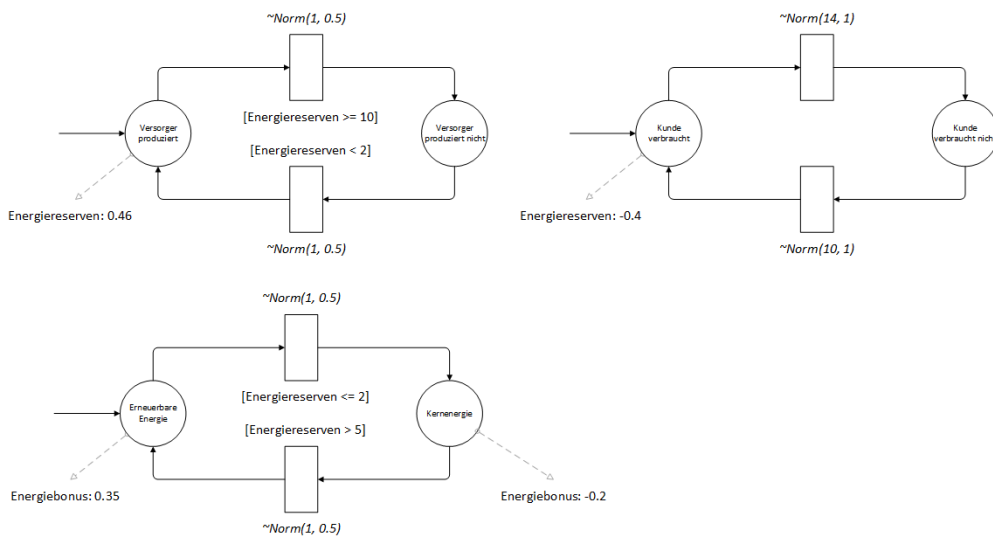 ~Norm(1, 0.5)
[Energiereserven >= 10]
Versorger
produziert
Versorger
produziert nicht
[Energiereserven < 2]
Energiereserven: 0.46
~Norm(1, 0.5)
~Norm(14, 1)
Kunde
verbraucht
Kunde
verbraucht nicht
Energiereserven: -0.4
~Norm(10, 1)
~Norm(1, 0.5)
[Energiereserven <= 2]
Erneuerbare
Energie
Kernenergie
[Energiereserven > 5]
Energiebonus: 0.35
Energiebonus: -0.2
~Norm(1, 0.5)